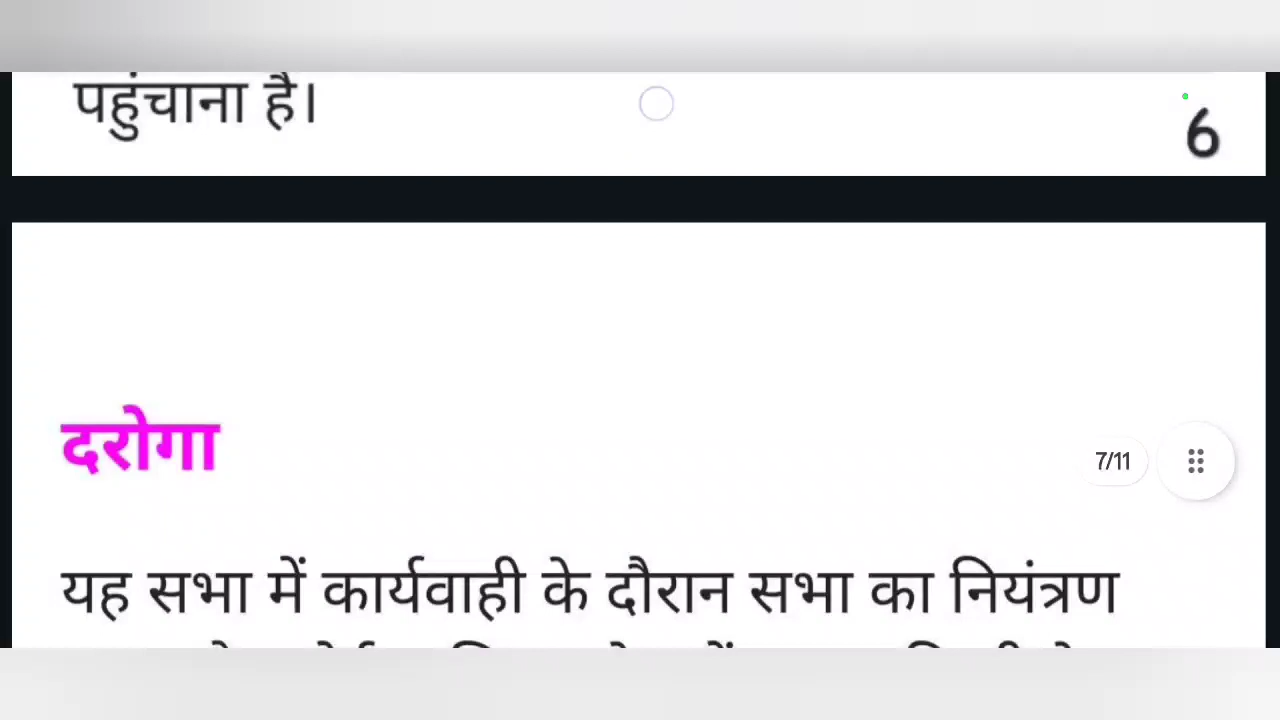 पहुंचाना है।
6
दरोगा
7/11
यह सभा में कार्यवाही के दौरान सभा का नियंत्रण